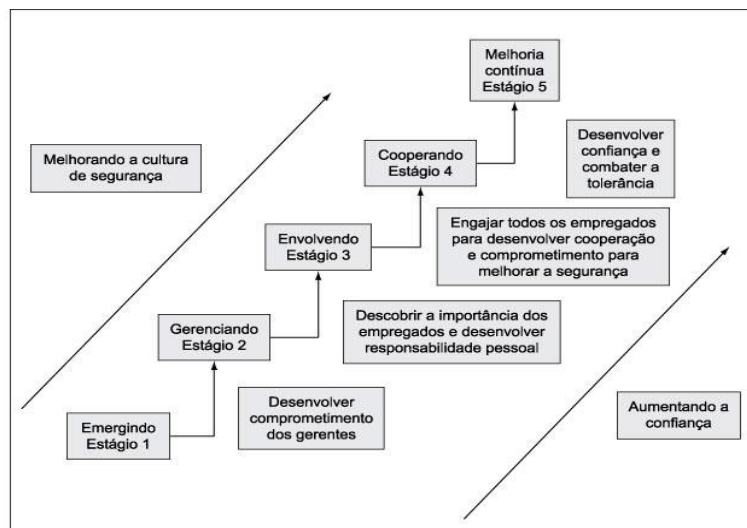 Melhoria
contínua
Estágio 5
Desenvolver
confiança e
combater a
tolerância
Melhorando a cultura
de segurança
Cooperando
Estágio 4
Engajar todos os empregados
para desenvolver cooperação
e comprometimento para
melhorar a segurança
Envolvendo
Estágio 3
Descobrir a importância dos
empregados e desenvolver
responsabilidade pessoal
Gerenciando
Estágio 2
Desenvolver
comprometimento
dos gerentes
Aumentando a
confiança
Emergindo
Estágio 1